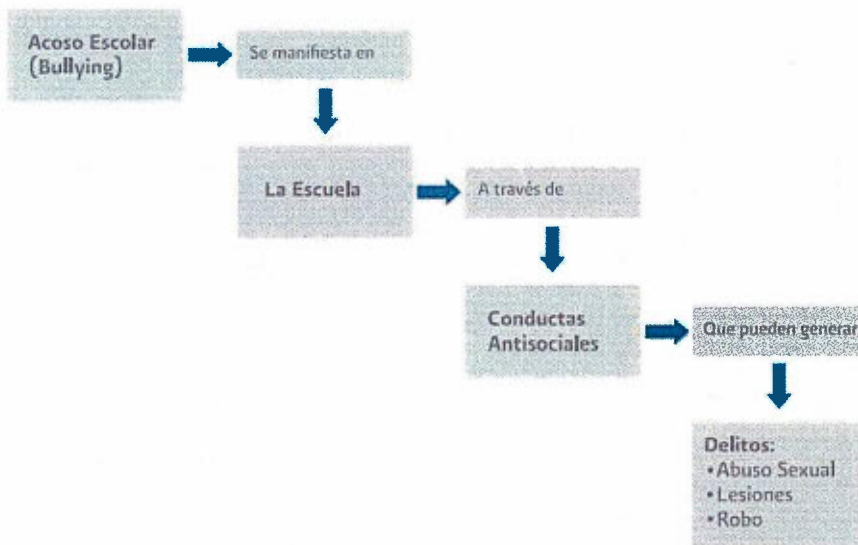 Acoso Escolar
(Bullying)
Se manifiesta en
La Escuela
A través de
Conductas
Antisociales
Que pueden generar
Delitos:
•Abuso Sexual
•Lesiones
•Robo